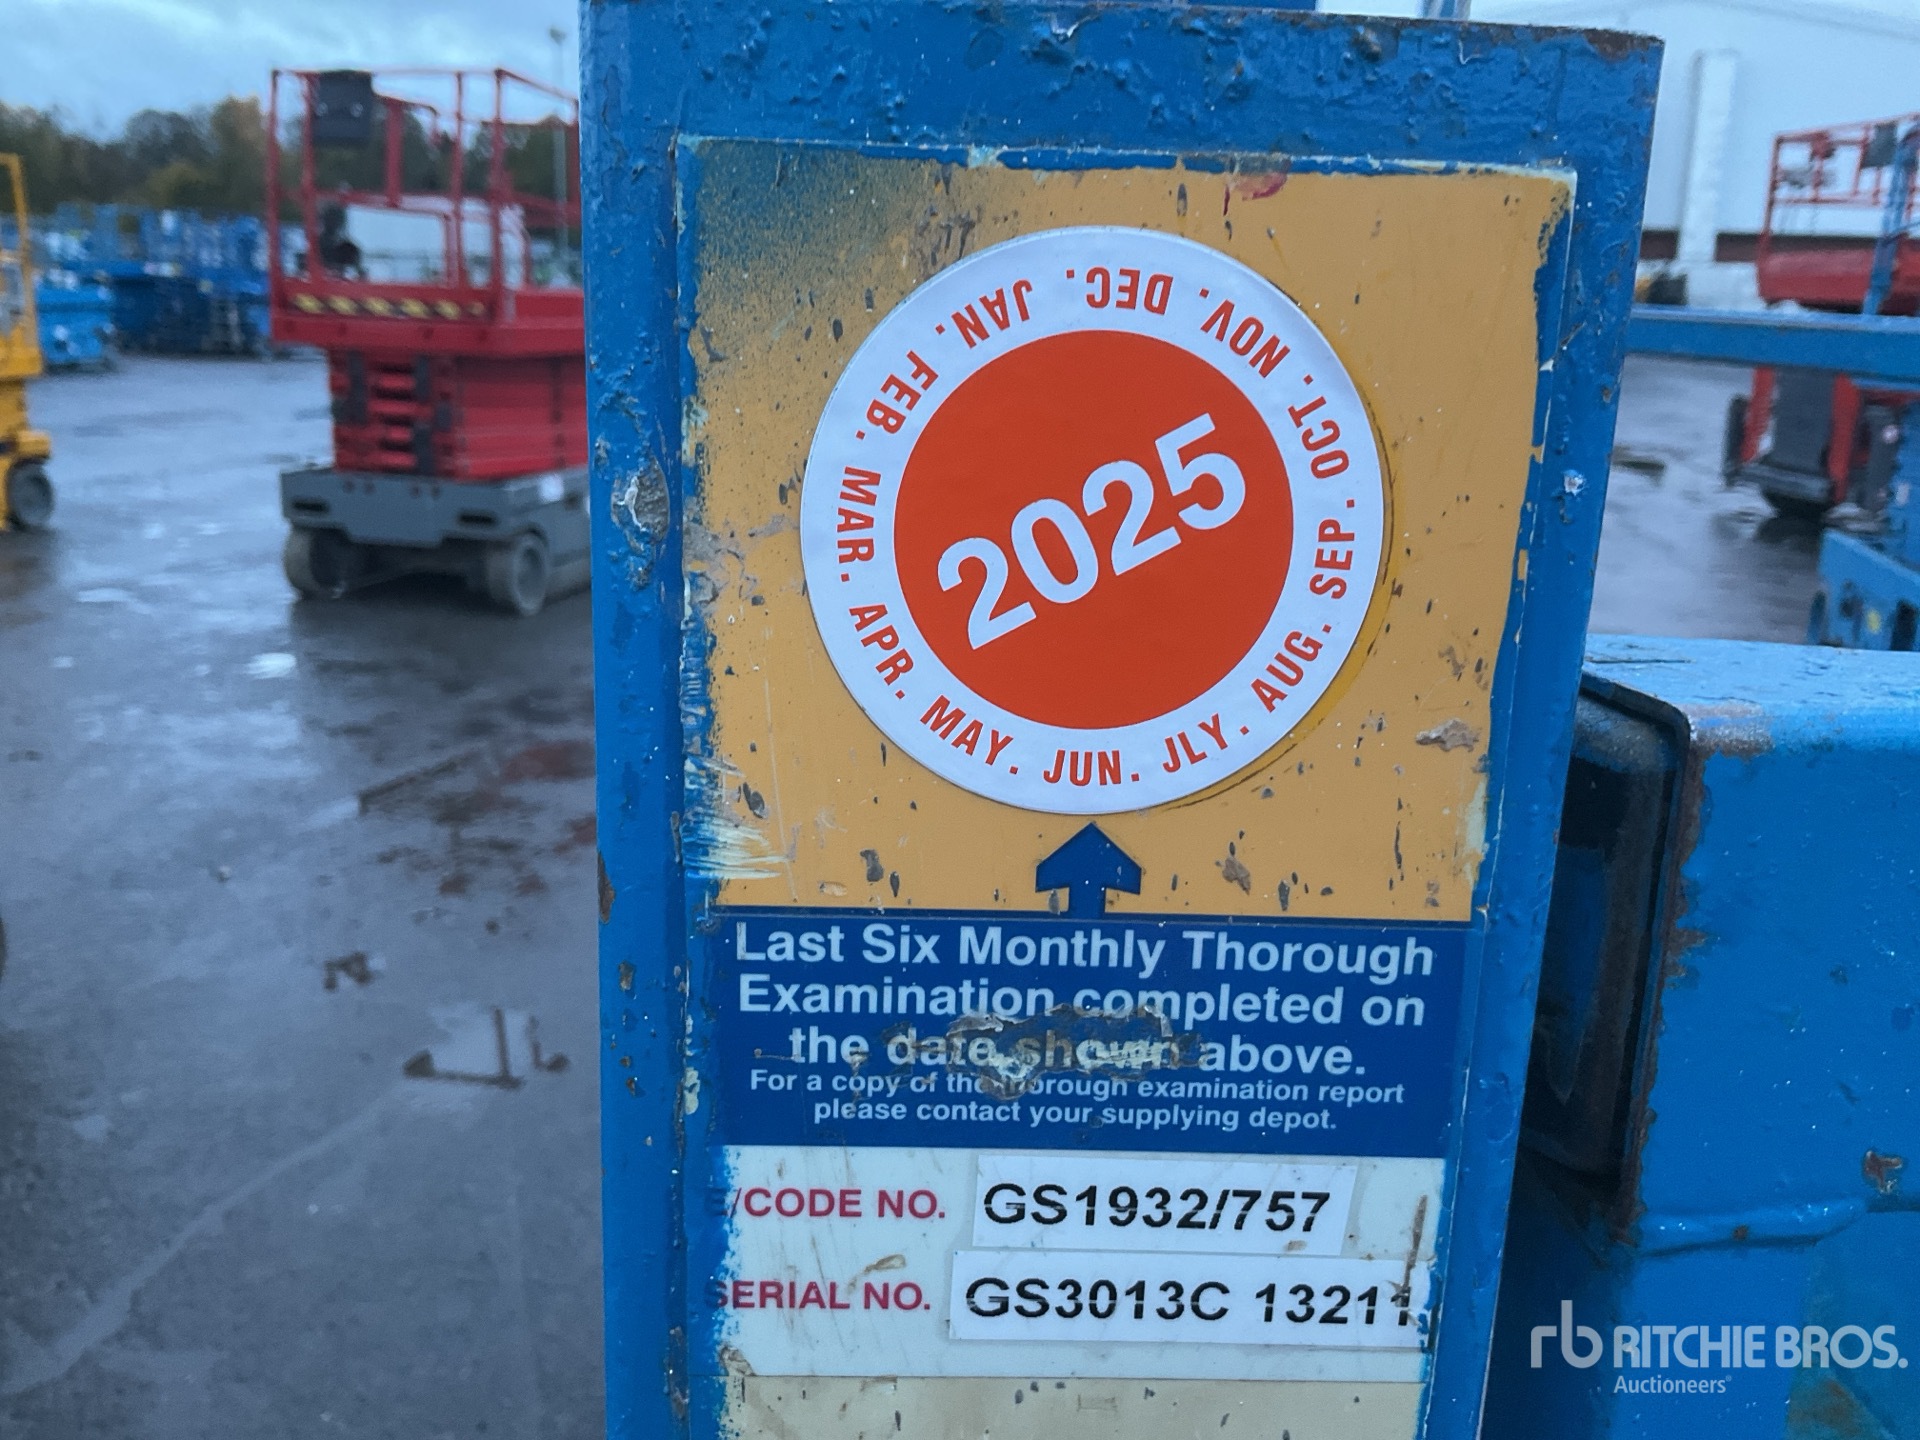 JAN. FEB. MAR. APR. MAY. JUN. JLY. AUG. SEP. OCT. NOV. DEC.
2025
Last Six Monthly Thorough
Examination completed on
the date shown above.
For a copy of the thorough examination report
please contact your supplying depot.
E/CODE NO. GS1932/757
SERIAL NO. GS3013C 13211
rb RITCHIE BROS.
Auctioneers